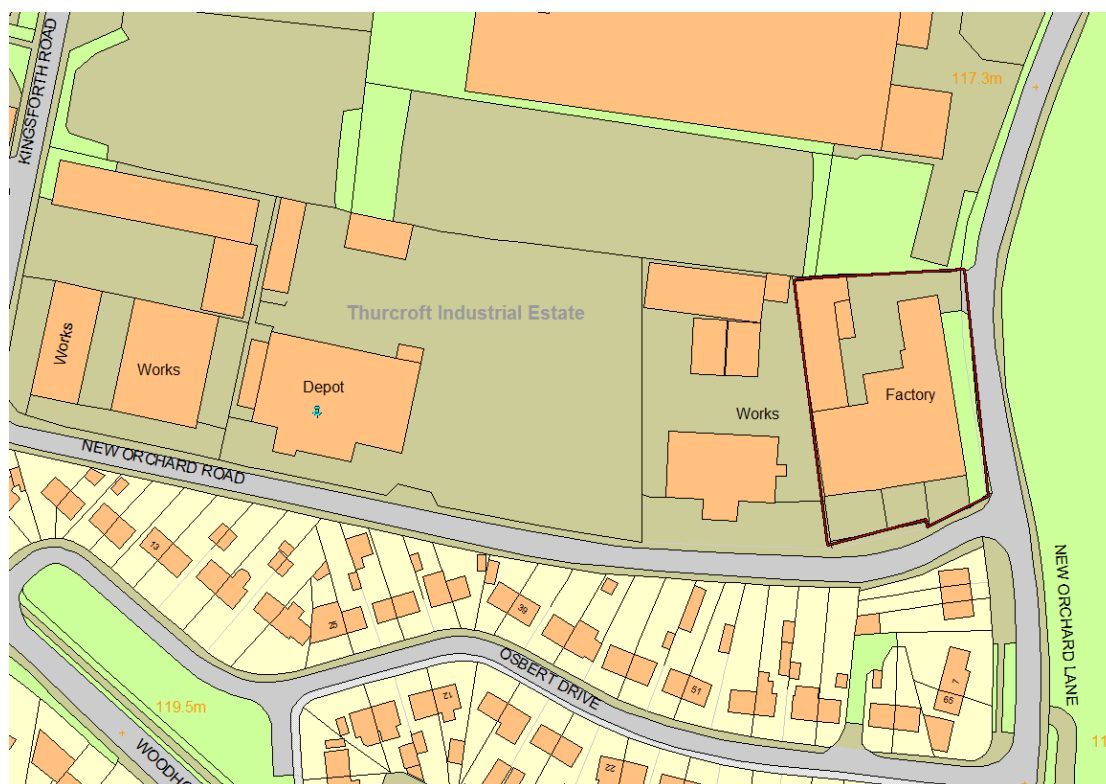 KINGSFORTH ROAD
117.3m
Thurcroft Industrial Estate
Works
Works
Depot
Factory
Works
NEW ORCHARD ROAD
13
39
NEW ORCHARD LANE
OSBERT DRIVE
51
7
65
12
119.5m
22